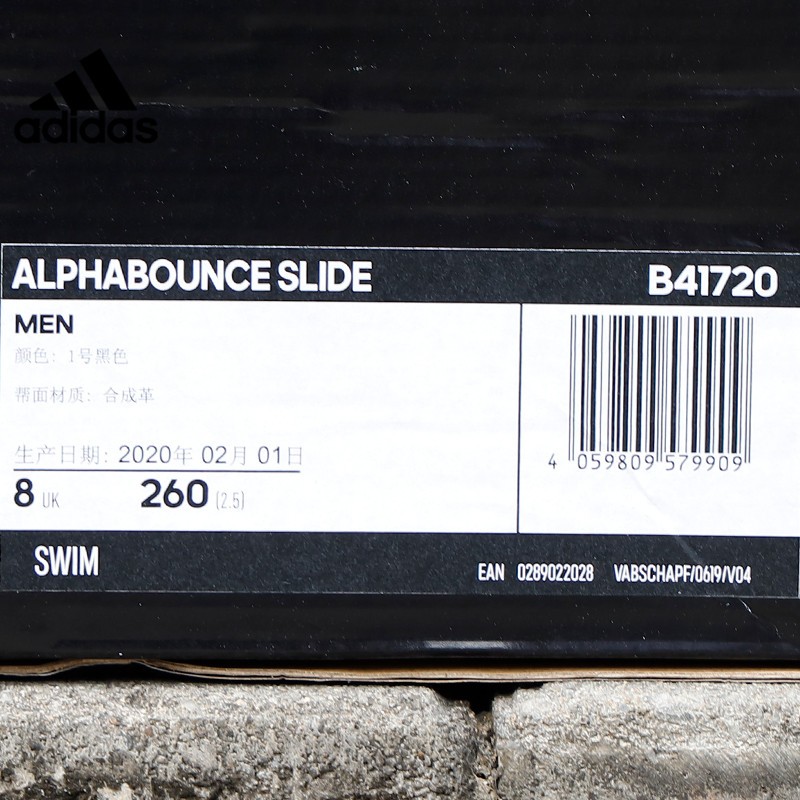 adidas
ALPHABOUNCE SLIDE B41720
MEN
颜色: 1号黑色
帮面材质: 合成革
生产日期: 2020年 02月 01日
8 UK 260 (2.5)
4 059809 579909
SWIM EAN 0289022028 VABSCHAPF/0619/V04